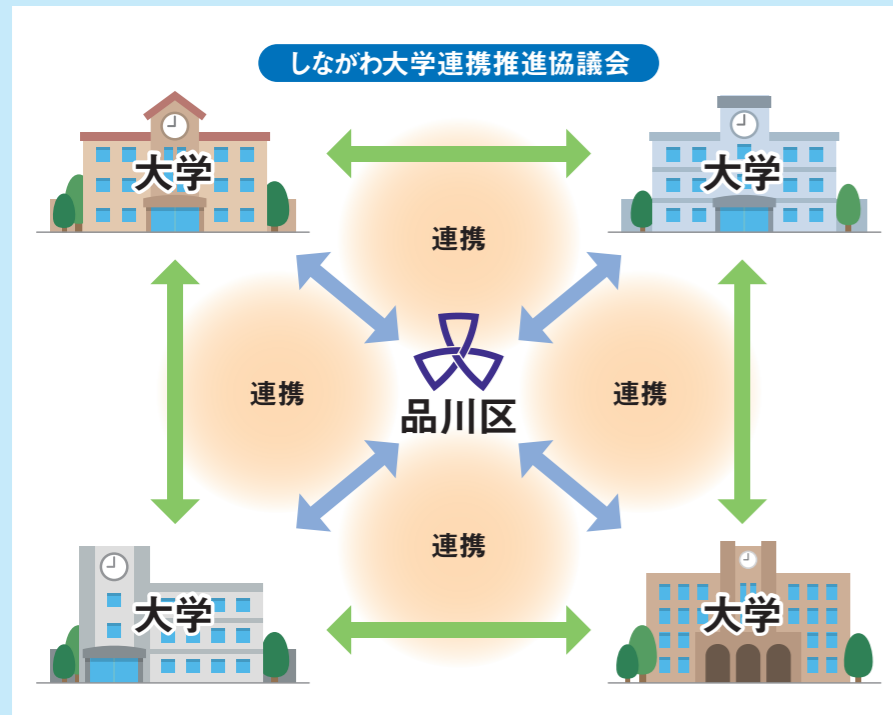 しながわ大学連携推進協議会
大学
大学
連携
連携
品川区
連携
連携
大学
大学